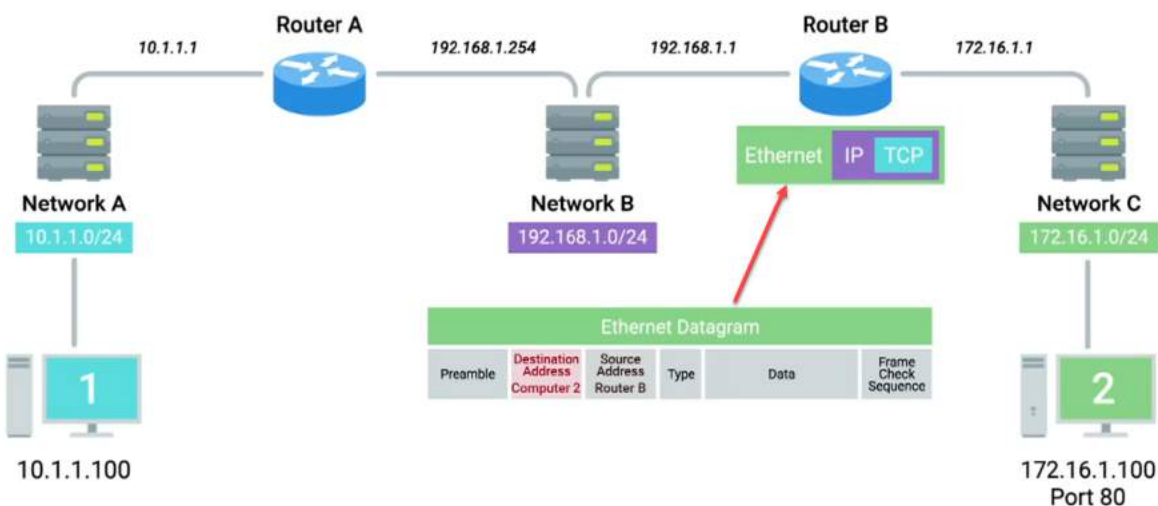 Router A
Router B
10.1.1.1
192.168.1.254
192.168.1.1
172.16.1.1
Ethernet IP TCP
Network A
Network B
Network C
10.1.1.0/24
192.168.1.0/24
172.16.1.0/24
Ethernet Datagram
Preamble
Destination
Address
Computer 2
Source
Address
Router B
Type
Data
Frame
Check
Sequence
1
2
10.1.1.100
172.16.1.100
Port 80